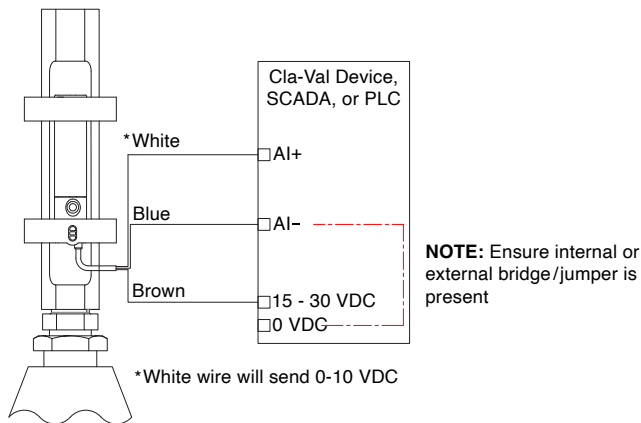 Cla-Val Device,
SCADA, or PLC
*White
AI+
Blue
AI–
NOTE: Ensure internal or
external bridge/jumper is
present
Brown
15 - 30 VDC
0 VDC
*White wire will send 0-10 VDC